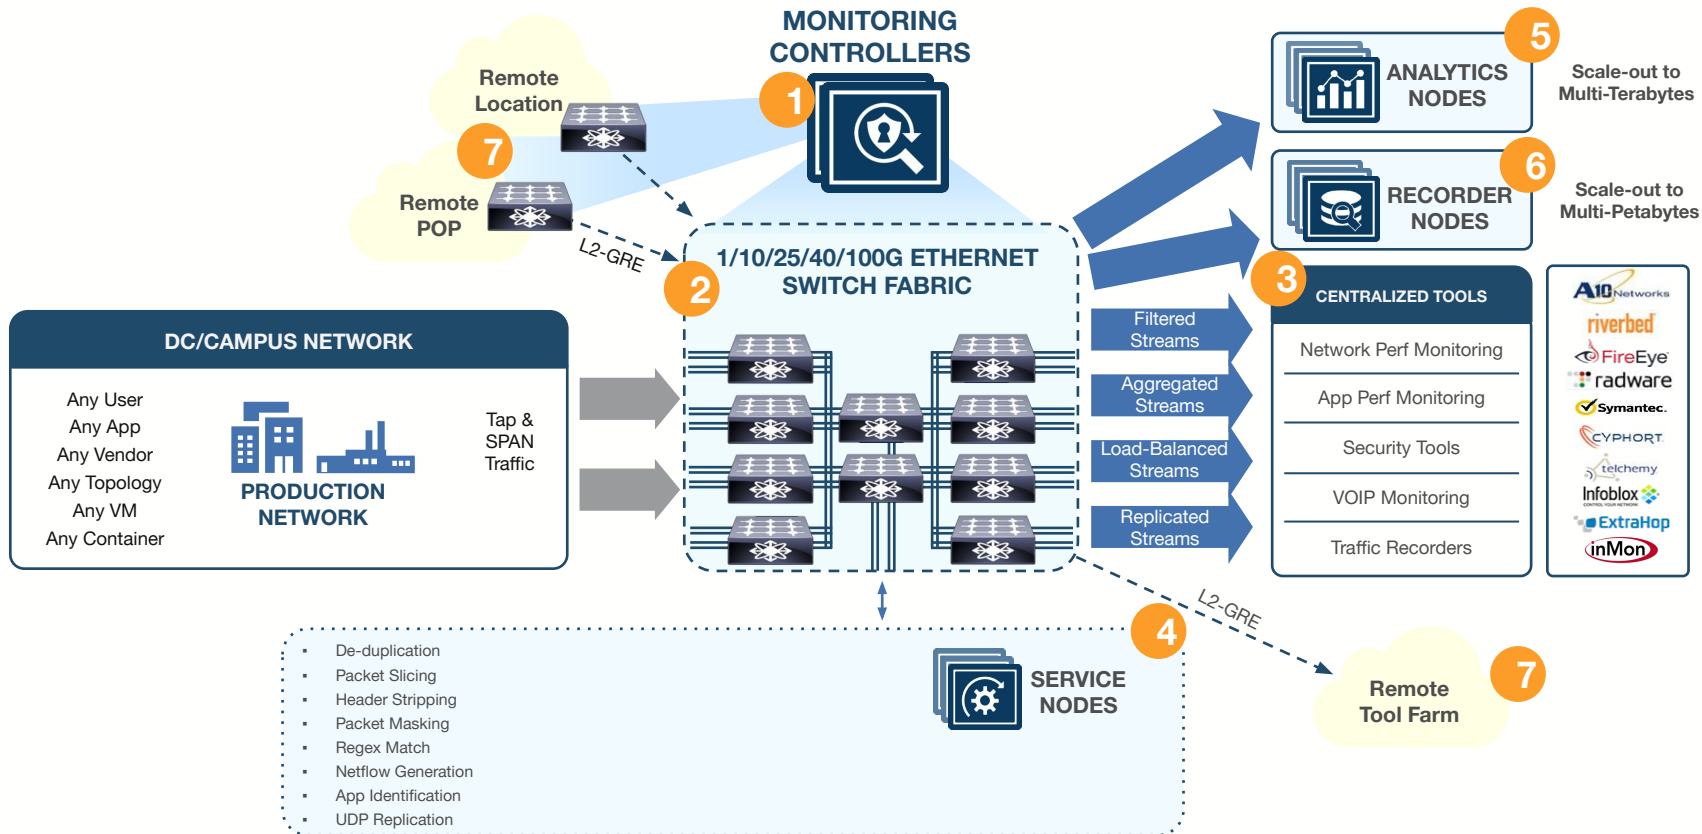 MONITORING
CONTROLLERS
1
Remote
Location
7
Remote
POP
L2-GRE
2
1/10/25/40/100G ETHERNET
SWITCH FABRIC
5
ANALYTICS
NODES
Scale-out to
Multi-Terabytes
6
RECORDER
NODES
Scale-out to
Multi-Petabytes
DC/CAMPUS NETWORK
Any User
Any App
Any Vendor
Any Topology
Any VM
Any Container
PRODUCTION
NETWORK
Tap &
SPAN
Traffic
Filtered
Streams
Aggregated
Streams
Load-Balanced
Streams
Replicated
Streams
3
CENTRALIZED TOOLS
Network Perf Monitoring
App Perf Monitoring
Security Tools
VOIP Monitoring
Traffic Recorders
A10 Networks
riverbed
FireEye
radware
Symantec.
CYPHORT
telchemy
Infoblox
CONTROL YOUR NETWORK
ExtraHop
inMon
4
▪ De-duplication
▪ Packet Slicing
▪ Header Stripping
▪ Packet Masking
▪ Regex Match
▪ Netflow Generation
▪ App Identification
▪ UDP Replication
SERVICE
NODES
L2-GRE
7
Remote
Tool Farm